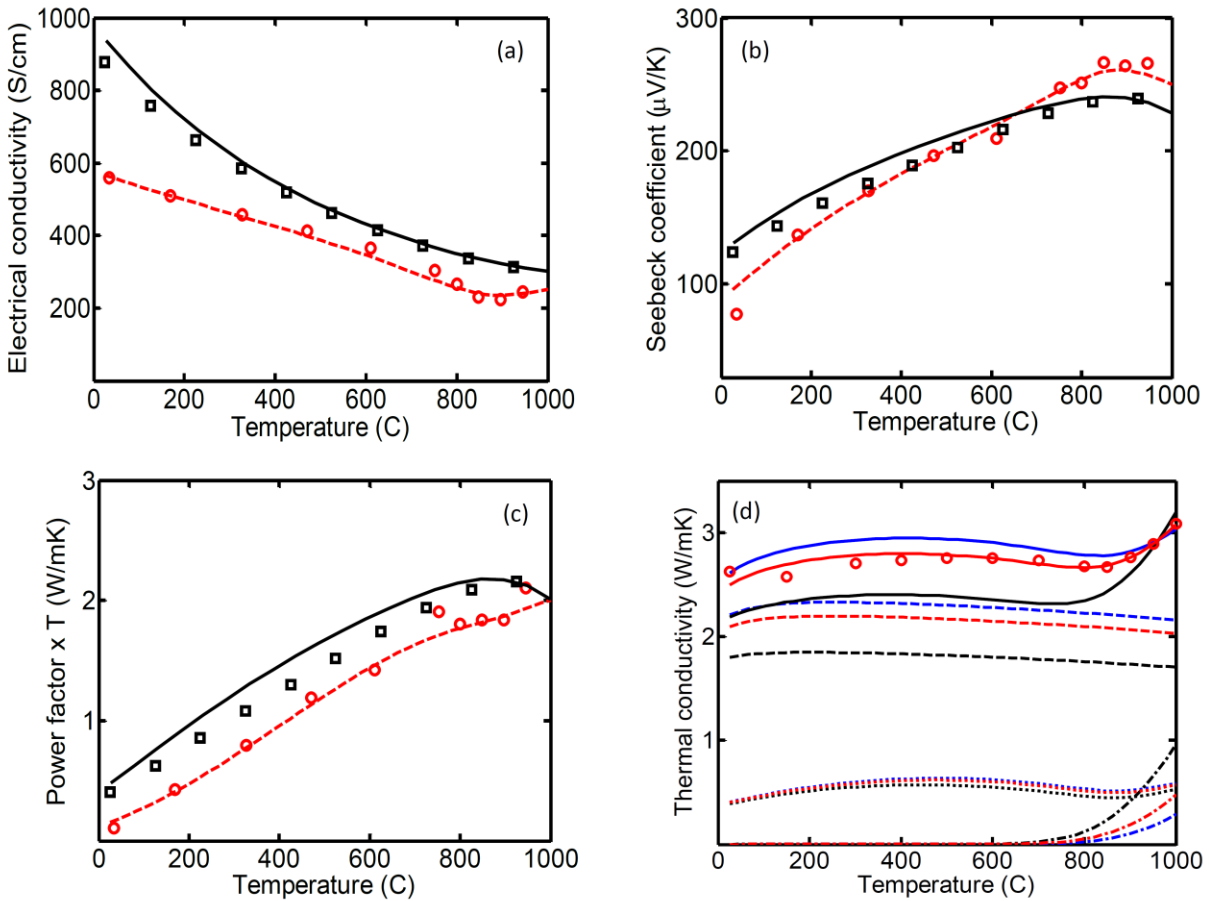 (a)
Electrical conductivity (S/cm)
1000
800
600
400
200
0 200 400 600 800 1000
Temperature (C)
(b)
Seebeck coefficient (μV/K)
300
200
100
0 200 400 600 800 1000
Temperature (C)
(c)
Power factor x T (W/mK)
3
2
1
0 200 400 600 800 1000
Temperature (C)
(d)
Thermal conductivity (W/mK)
3
2
1
0 200 400 600 800 1000
Temperature (C)